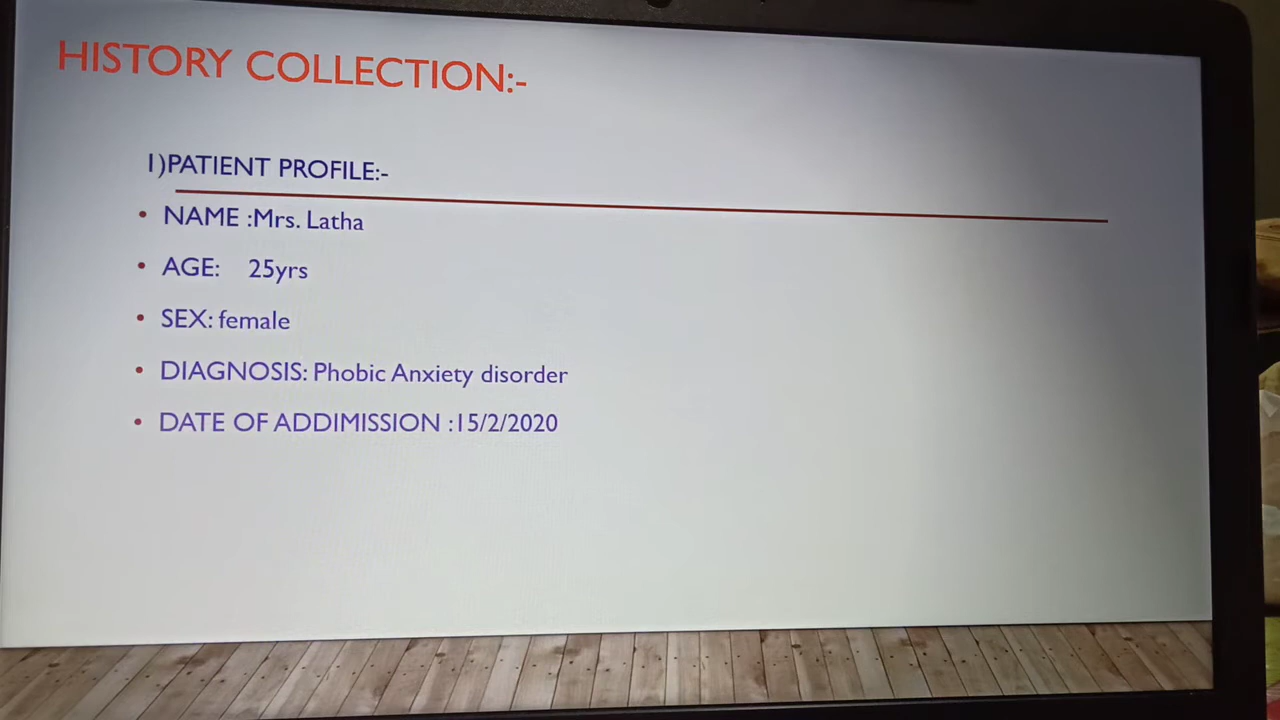 HISTORY COLLECTION:-
1)PATIENT PROFILE:-
• NAME :Mrs. Latha
• AGE: 25yrs
• SEX: female
• DIAGNOSIS: Phobic Anxiety disorder
• DATE OF ADDIMISSION :15/2/2020